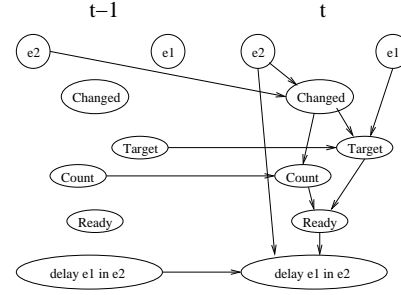 t–1 t
e2 e1 e2 e1
Changed Changed
Target Target
Count Count
Ready Ready
delay e1 in e2 delay e1 in e2